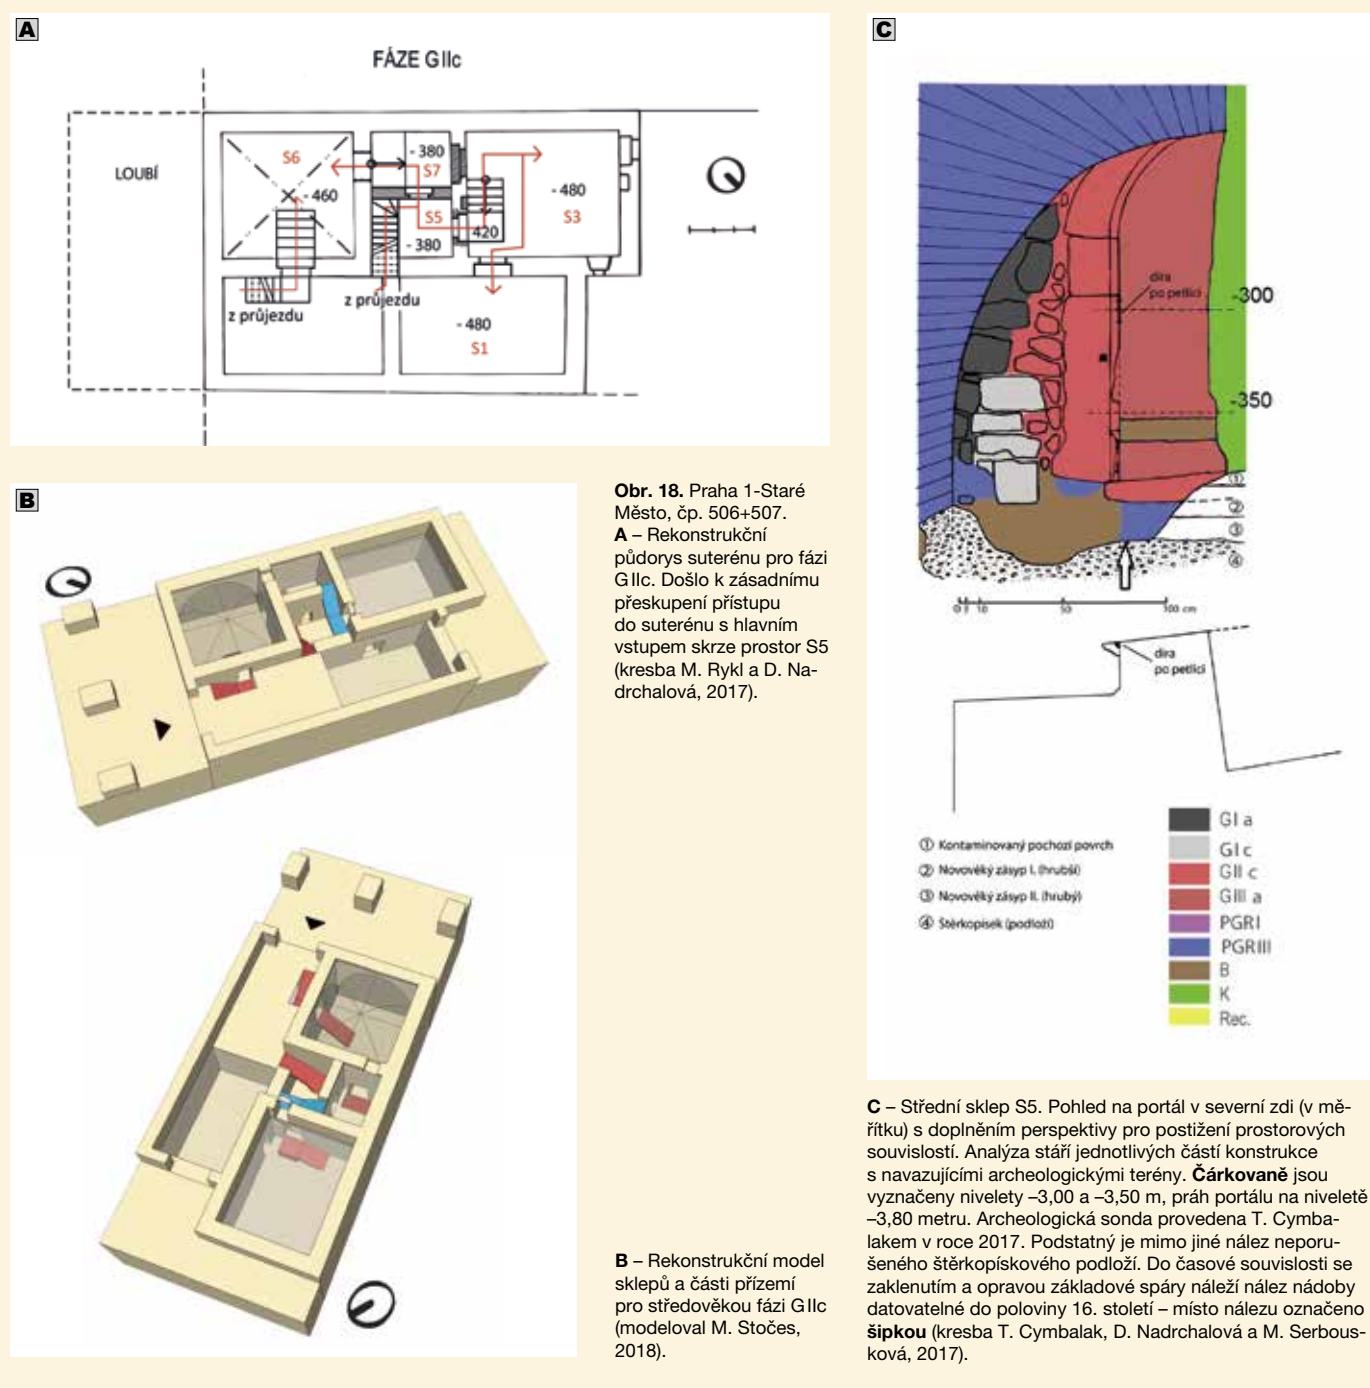 A
FÁZE GIIc
LOUBÍ
S6
- 460
- 380
S7
S5
- 380
420
- 480
S3
z průjezdu
z průjezdu
- 480
S1
B
Obr. 18. Praha 1-Staré
Město, čp. 506+507.
A – Rekonstrukční
půdorys suterénu pro fázi
GIIc. Došlo k zásadnímu
přeskupení přístupu
do suterénu s hlavním
vstupem skrze prostor S5
(kresba M. Rykl a D. Na-
drchalová, 2017).
B – Rekonstrukční model
sklepů a části přízemí
pro středověkou fázi GIIc
(modeloval M. Stočes,
2018).
C
díra
po petlici
-300
-350
①
②
③
④
10 50 100 cm
díra
po petlici
① Kontaminovaný pochozí povrch
② Novověký zásyp I. (hrubší)
③ Novověký zásyp II. (hrubý)
④ Štěrkopísek (podloží)
GI a
GI c
GII c
GIII a
PGRI
PGRIII
B
K
Rec.
C – Střední sklep S5. Pohled na portál v severní zdi (v mě-
řítku) s doplněním perspektivy pro postižení prostorových
souvislostí. Analýza stáří jednotlivých částí konstrukce
s navazujícími archeologickými terény. Čárkovaně jsou
vyznačeny nivelety –3,00 a –3,50 m, práh portálu na niveletě
–3,80 metru. Archeologická sonda provedena T. Cymba-
lakem v roce 2017. Podstatný je mimo jiné nález neporu-
šeného štěrkopískového podloží. Do časové souvislosti se
zaklenutím a opravou základové spáry náleží nález nádoby
datovatelné do poloviny 16. století – místo nálezu označeno
šipkou (kresba T. Cymbalak, D. Nadrchalová a M. Serbous-
ková, 2017).